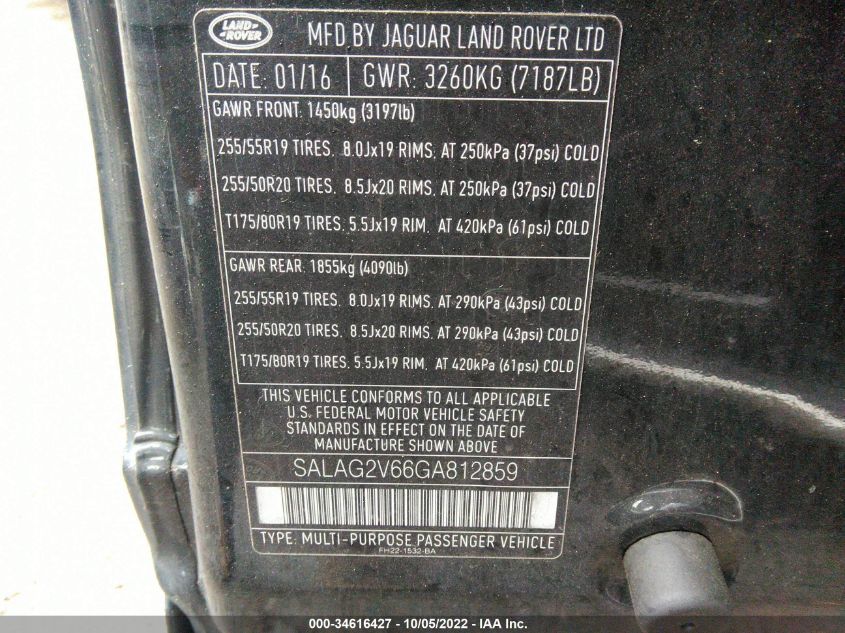 LAND-
-ROVER
MFD BY JAGUAR LAND ROVER LTD
DATE: 01/16 GWR: 3260KG (7187LB)
GAWR FRONT: 1450kg (3197lb)
255/55R19 TIRES. 8.0Jx19 RIMS. AT 250kPa (37psi) COLD
255/50R20 TIRES. 8.5Jx20 RIMS. AT 250kPa (37psi) COLD
T175/80R19 TIRES. 5.5Jx19 RIM. AT 420kPa (61psi) COLD
GAWR REAR: 1855kg (4090lb)
255/55R19 TIRES. 8.0Jx19 RIMS. AT 290kPa (43psi) COLD
255/50R20 TIRES. 8.5Jx20 RIMS. AT 290kPa (43psi) COLD
T175/80R19 TIRES. 5.5Jx19 RIM. AT 420kPa (61psi) COLD
THIS VEHICLE CONFORMS TO ALL APPLICABLE
U.S. FEDERAL MOTOR VEHICLE SAFETY
STANDARDS IN EFFECT ON THE DATE OF
MANUFACTURE SHOWN ABOVE
SALAG2V66GA812859
TYPE: MULTI-PURPOSE PASSENGER VEHICLE
FH22-1532-BA
000-34616427 - 10/05/2022 - IAA Inc.